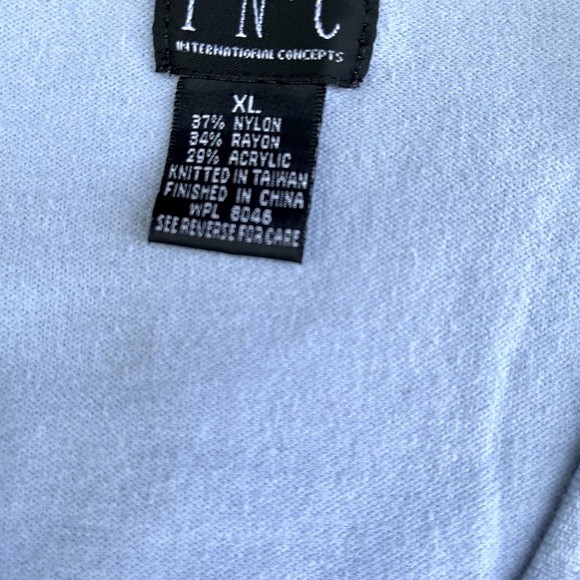 I N C
INTERNATIONAL CONCEPTS
XL
37% NYLON
34% RAYON
29% ACRYLIC
KNITTED IN TAIWAN
FINISHED IN CHINA
WPL 8046
SEE REVERSE FOR CARE